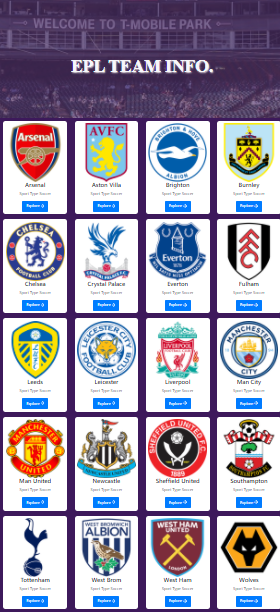 WELCOME TO T-MOBILE PARK
EPL TEAM INFO.
Arsenal
Arsenal
Sport Type: Soccer
Explore →
AVFC
Aston Villa
Sport Type: Soccer
Explore →
BRIGHTON & HOVE
ALBION
Brighton
Sport Type: Soccer
Explore →
Burnley
Sport Type: Soccer
Explore →
CHELSEA
FOOTBALL CLUB
Chelsea
Sport Type: Soccer
Explore →
CRYSTAL PALACE
Crystal Palace
Sport Type: Soccer
Explore →
Everton
1878
Everton
Sport Type: Soccer
Explore →
Fulham
Sport Type: Soccer
Explore →
Leeds
Sport Type: Soccer
Explore →
LEICESTER CITY
FOOTBALL CLUB
Leicester
Sport Type: Soccer
Explore →
LIVERPOOL
Liverpool
Sport Type: Soccer
Explore →
MANCHESTER
CITY
Man City
Sport Type: Soccer
Explore →
MANCHESTER
UNITED
Man United
Sport Type: Soccer
Explore →
NEWCASTLE UNITED
Newcastle
Sport Type: Soccer
Explore →
SHEFFIELD UNITED F.C.
1889
Sheffield United
Sport Type: Soccer
Explore →
SOUTHAMPTON
Southampton
Sport Type: Soccer
Explore →
Tottenham
Sport Type: Soccer
Explore →
WEST BROMWICH
ALBION
West Brom
Sport Type: Soccer
Explore →
WEST HAM
UNITED
LONDON
West Ham
Sport Type: Soccer
Explore →
Wolves
Sport Type: Soccer
Explore →